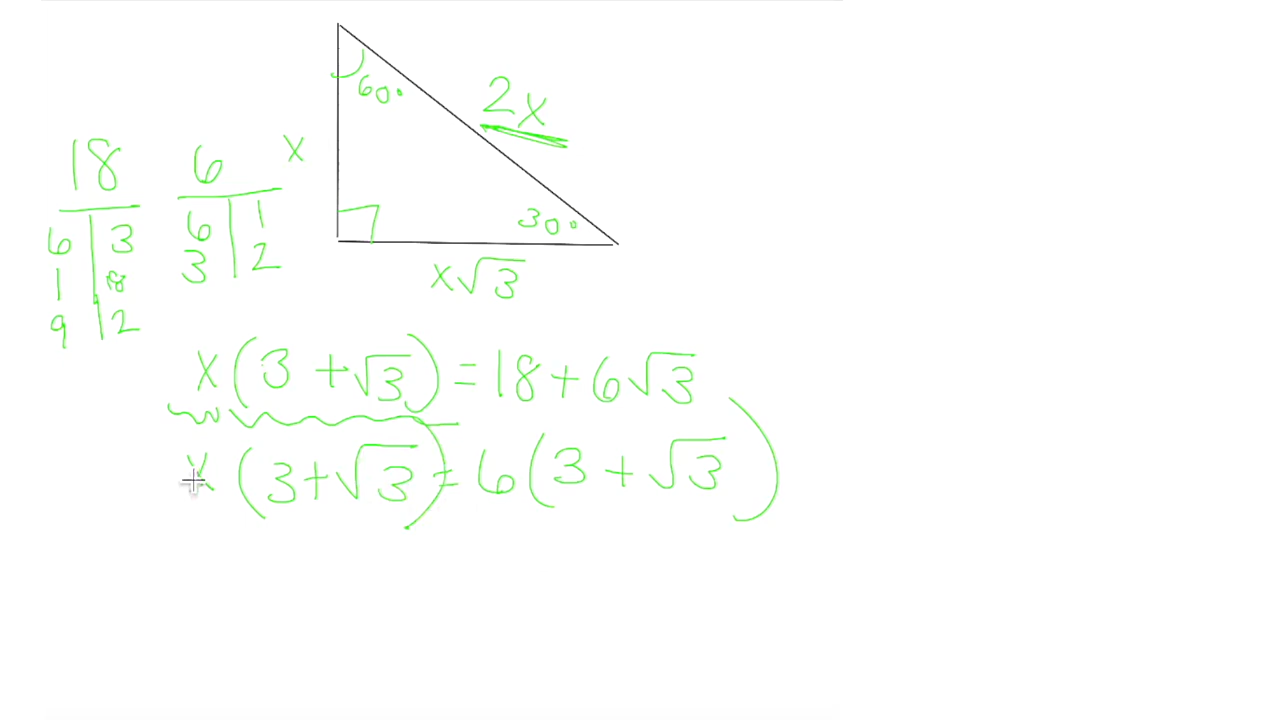 60°
2x
x
18
6
6 | 3
1 | 18
9 | 2
6 | 1
3 | 2
30°
x√3
x(3 + √3) = 18 + 6√3
x(3 + √3) = 6(3 + √3)